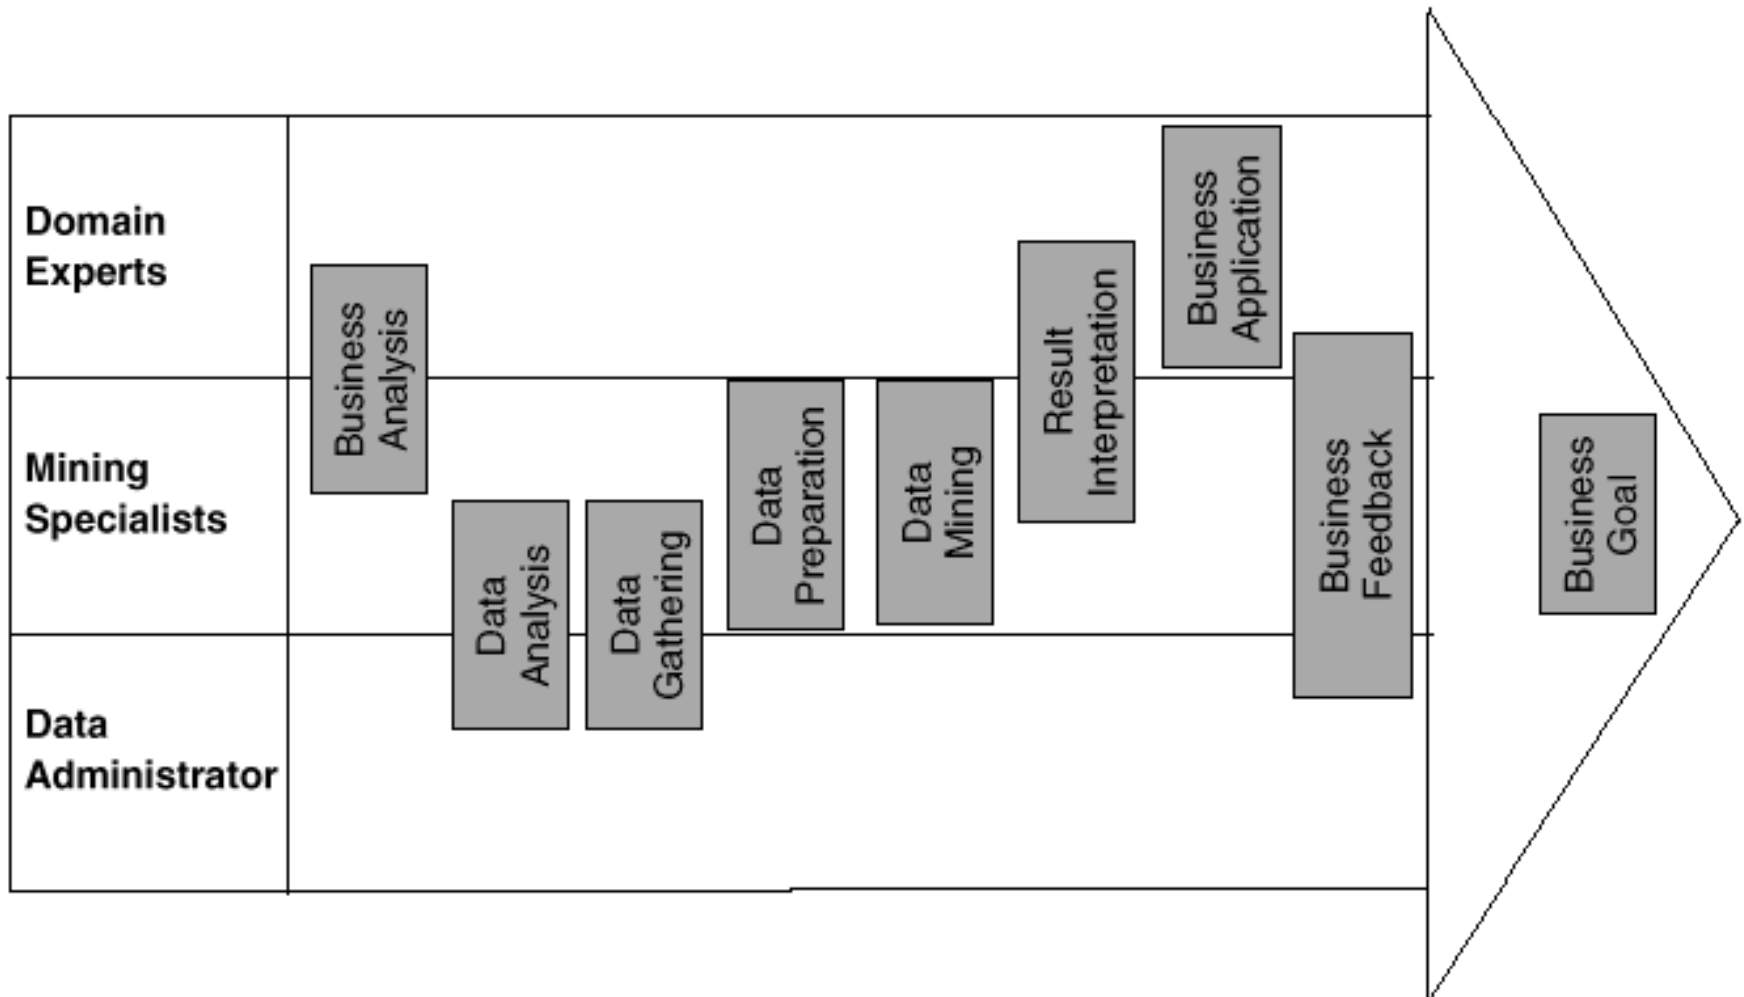 Domain
Experts
Mining
Specialists
Data
Administrator
Business
Analysis
Data
Analysis
Data
Gathering
Data
Preparation
Data
Mining
Result
Interpretation
Business
Application
Business
Feedback
Business
Goal